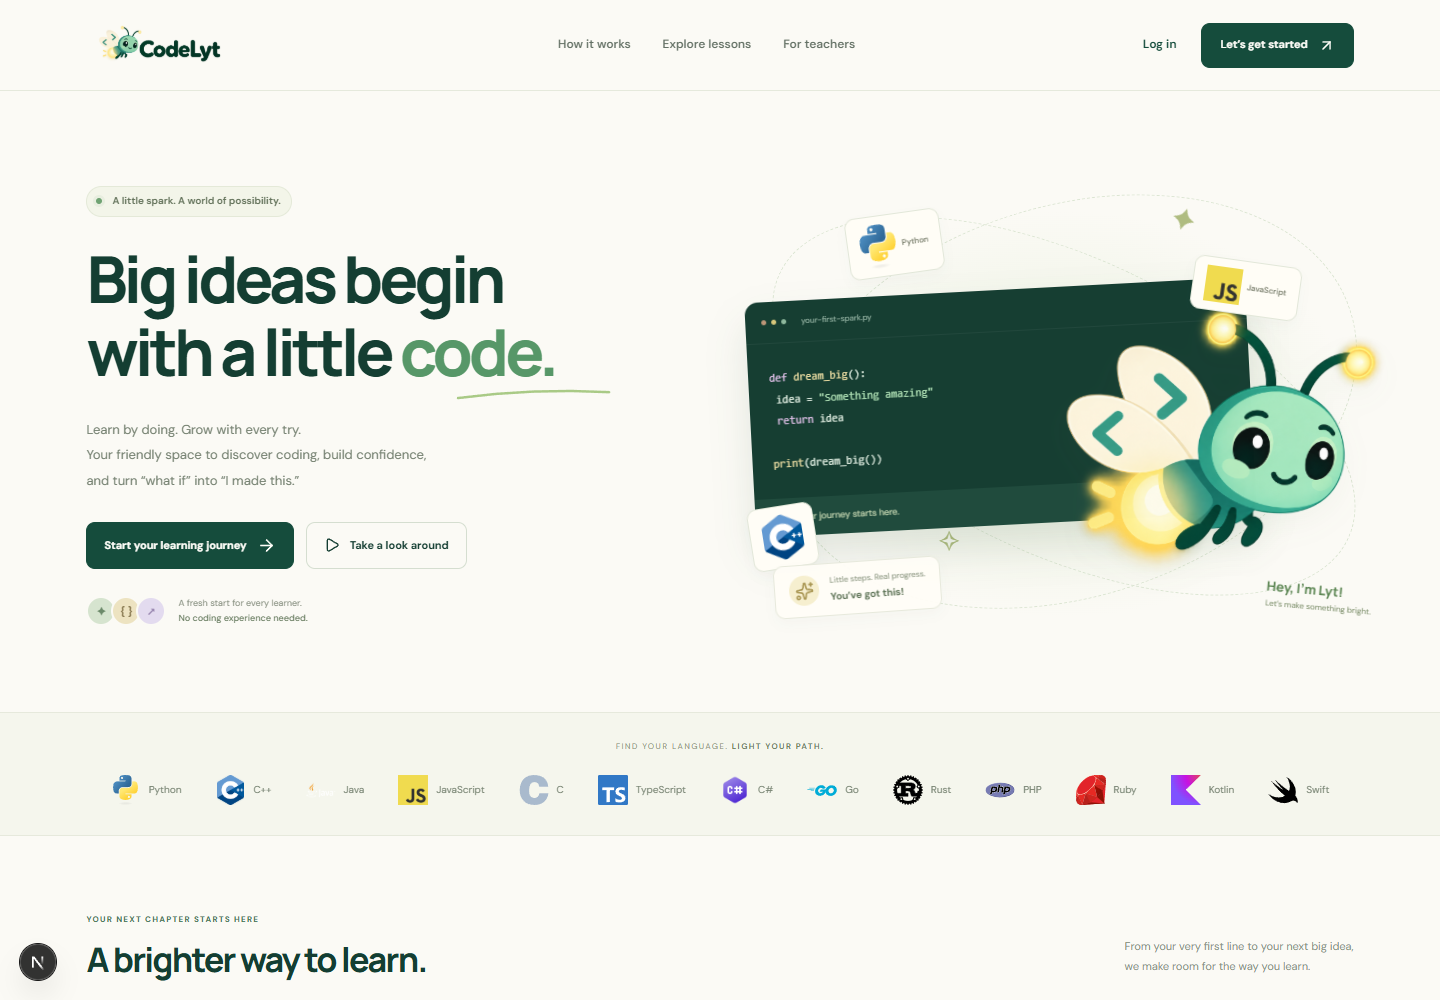 CodeLyt
How it works
Explore lessons
For teachers
Log in
Let's get started
A little spark. A world of possibility.
Big ideas begin
with a little code.
Learn by doing. Grow with every try.
Your friendly space to discover coding, build confidence,
and turn “what if” into “I made this.”
Start your learning journey
Take a look around
{ }
A fresh start for every learner.
No coding experience needed.
Python
JS
JavaScript
your-first-spark.py
def dream_big():
idea = "Something amazing"
return idea
print(dream_big())
journey starts here.
C++
Little steps. Real progress.
You've got this!
Hey, I'm Lyt!
Let's make something bright.
FIND YOUR LANGUAGE. LIGHT YOUR PATH.
Python
C++
C++
Java
JS
JavaScript
C
C
TS
TypeScript
C#
C#
GO
Go
R
Rust
php
PHP
Ruby
Kotlin
Swift
YOUR NEXT CHAPTER STARTS HERE
A brighter way to learn.
From your very first line to your next big idea,
we make room for the way you learn.
N